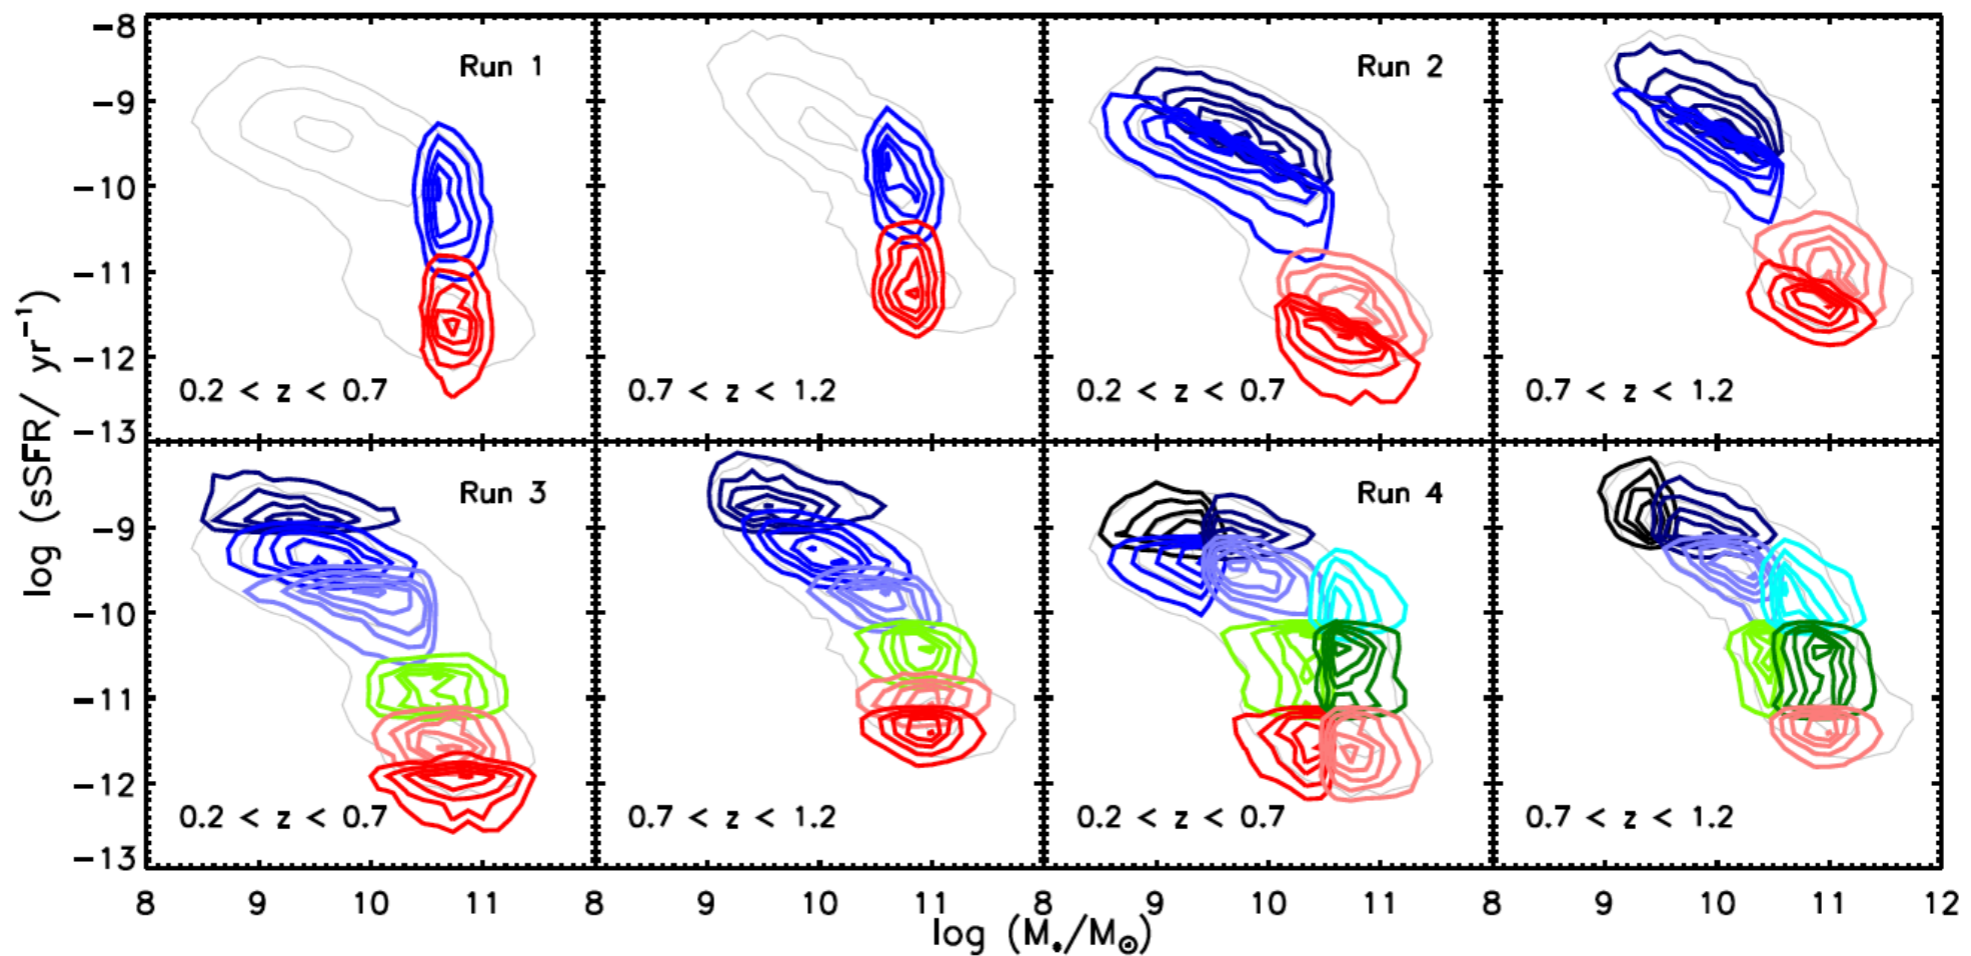 −8
−9
−10
−11
−12
−13
−9
−10
−11
−12
−13
log (sSFR/ yr⁻¹)
Run 1
0.2 < z < 0.7
0.7 < z < 1.2
Run 2
0.2 < z < 0.7
0.7 < z < 1.2
Run 3
0.2 < z < 0.7
0.7 < z < 1.2
Run 4
0.2 < z < 0.7
0.7 < z < 1.2
8 9 10 11 8 9 10 11 8 9 10 11 8 9 10 11 12
log (M⁎/M⊙)